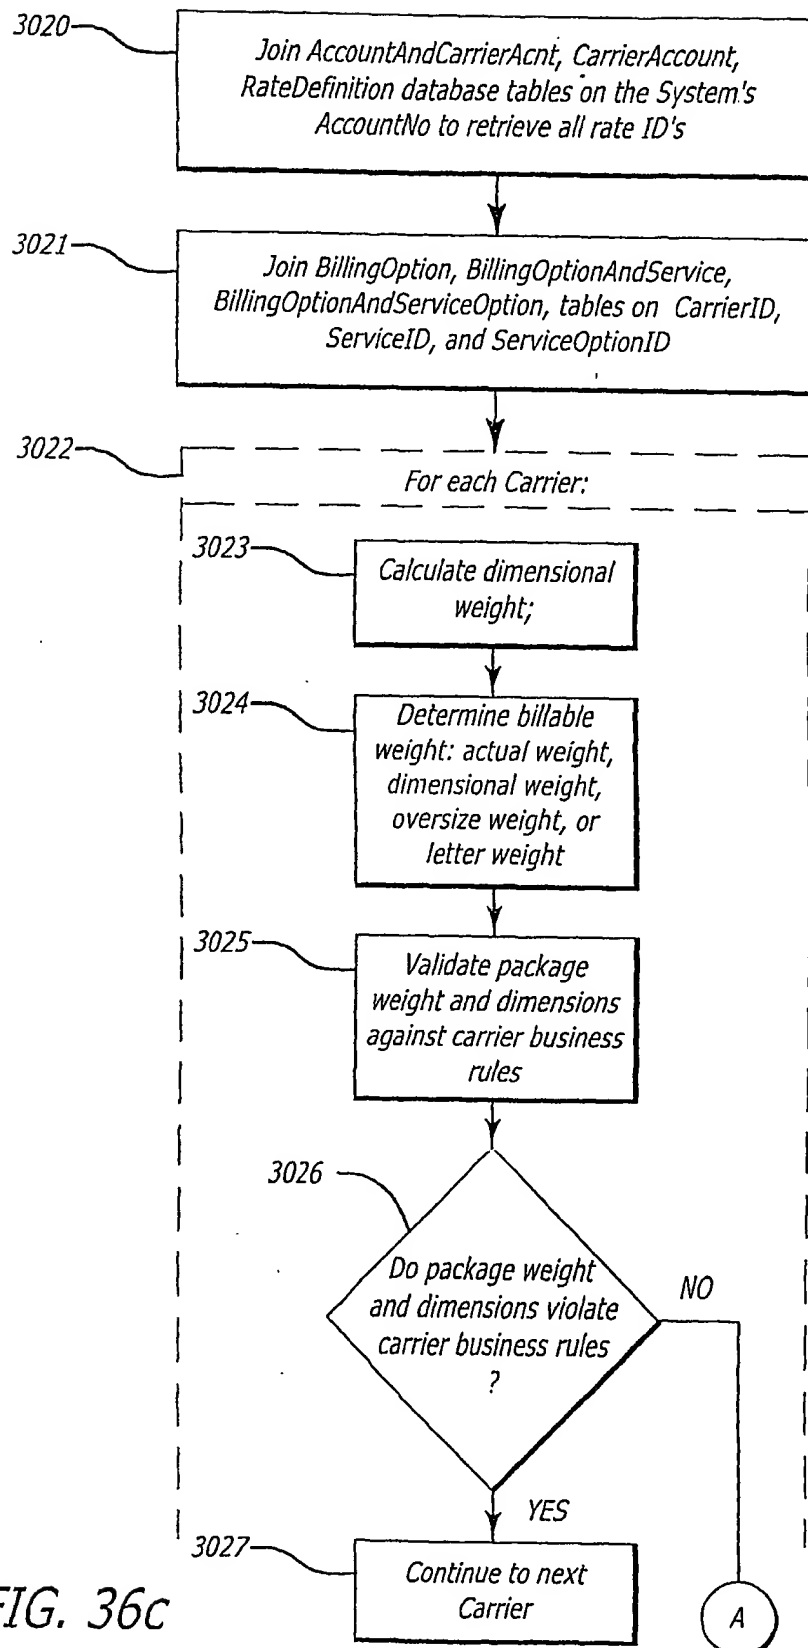 3020
Join AccountAndCarrierAcnt, CarrierAccount,
RateDefinition database tables on the System's
AccountNo to retrieve all rate ID's
3021
Join BillingOption, BillingOptionAndService,
BillingOptionAndServiceOption, tables on CarrierID,
ServiceID, and ServiceOptionID
3022
For each Carrier:
3023
Calculate dimensional
weight;
3024
Determine billable
weight: actual weight,
dimensional weight,
oversize weight, or
letter weight
3025
Validate package
weight and dimensions
against carrier business
rules
3026
Do package weight
and dimensions violate
carrier business rules
?
NO
YES
3027
Continue to next
Carrier
A
FIG. 36c